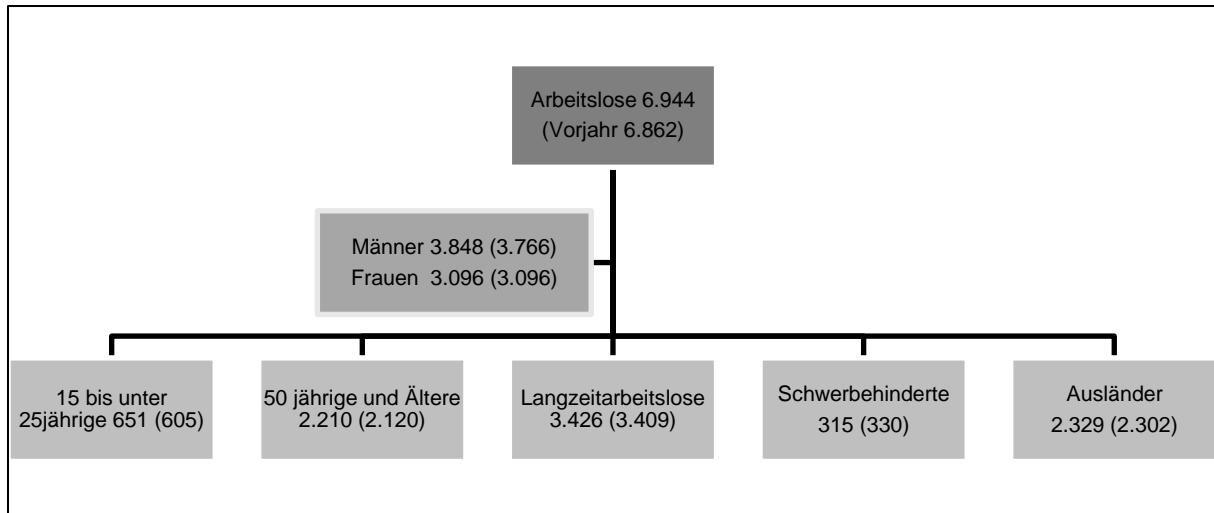 Arbeitslose 6.944
(Vorjahr 6.862)
Männer 3.848 (3.766)
Frauen 3.096 (3.096)
15 bis unter
25jährige 651 (605)
50 jährige und Ältere
2.210 (2.120)
Langzeitarbeitslose
3.426 (3.409)
Schwerbehinderte
315 (330)
Ausländer
2.329 (2.302)